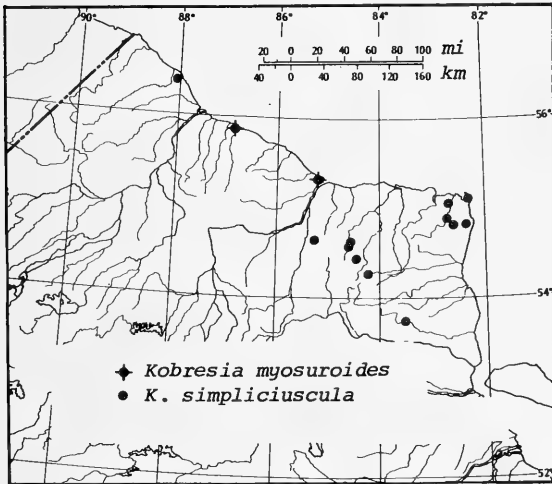 90° 88° 86° 84° 82°
20 0 20 40 60 80 100 mi
40 0 40 80 120 160 km
56°
54°
Kobresia myosuroides
K. simpliciuscula
52°